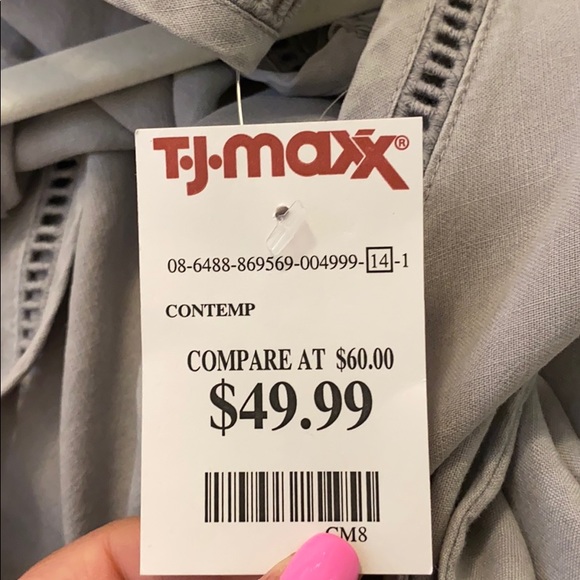 T·J·maxx®
08-6488-869569-004999-14-1
CONTEMP
COMPARE AT $60.00
$49.99
CM8